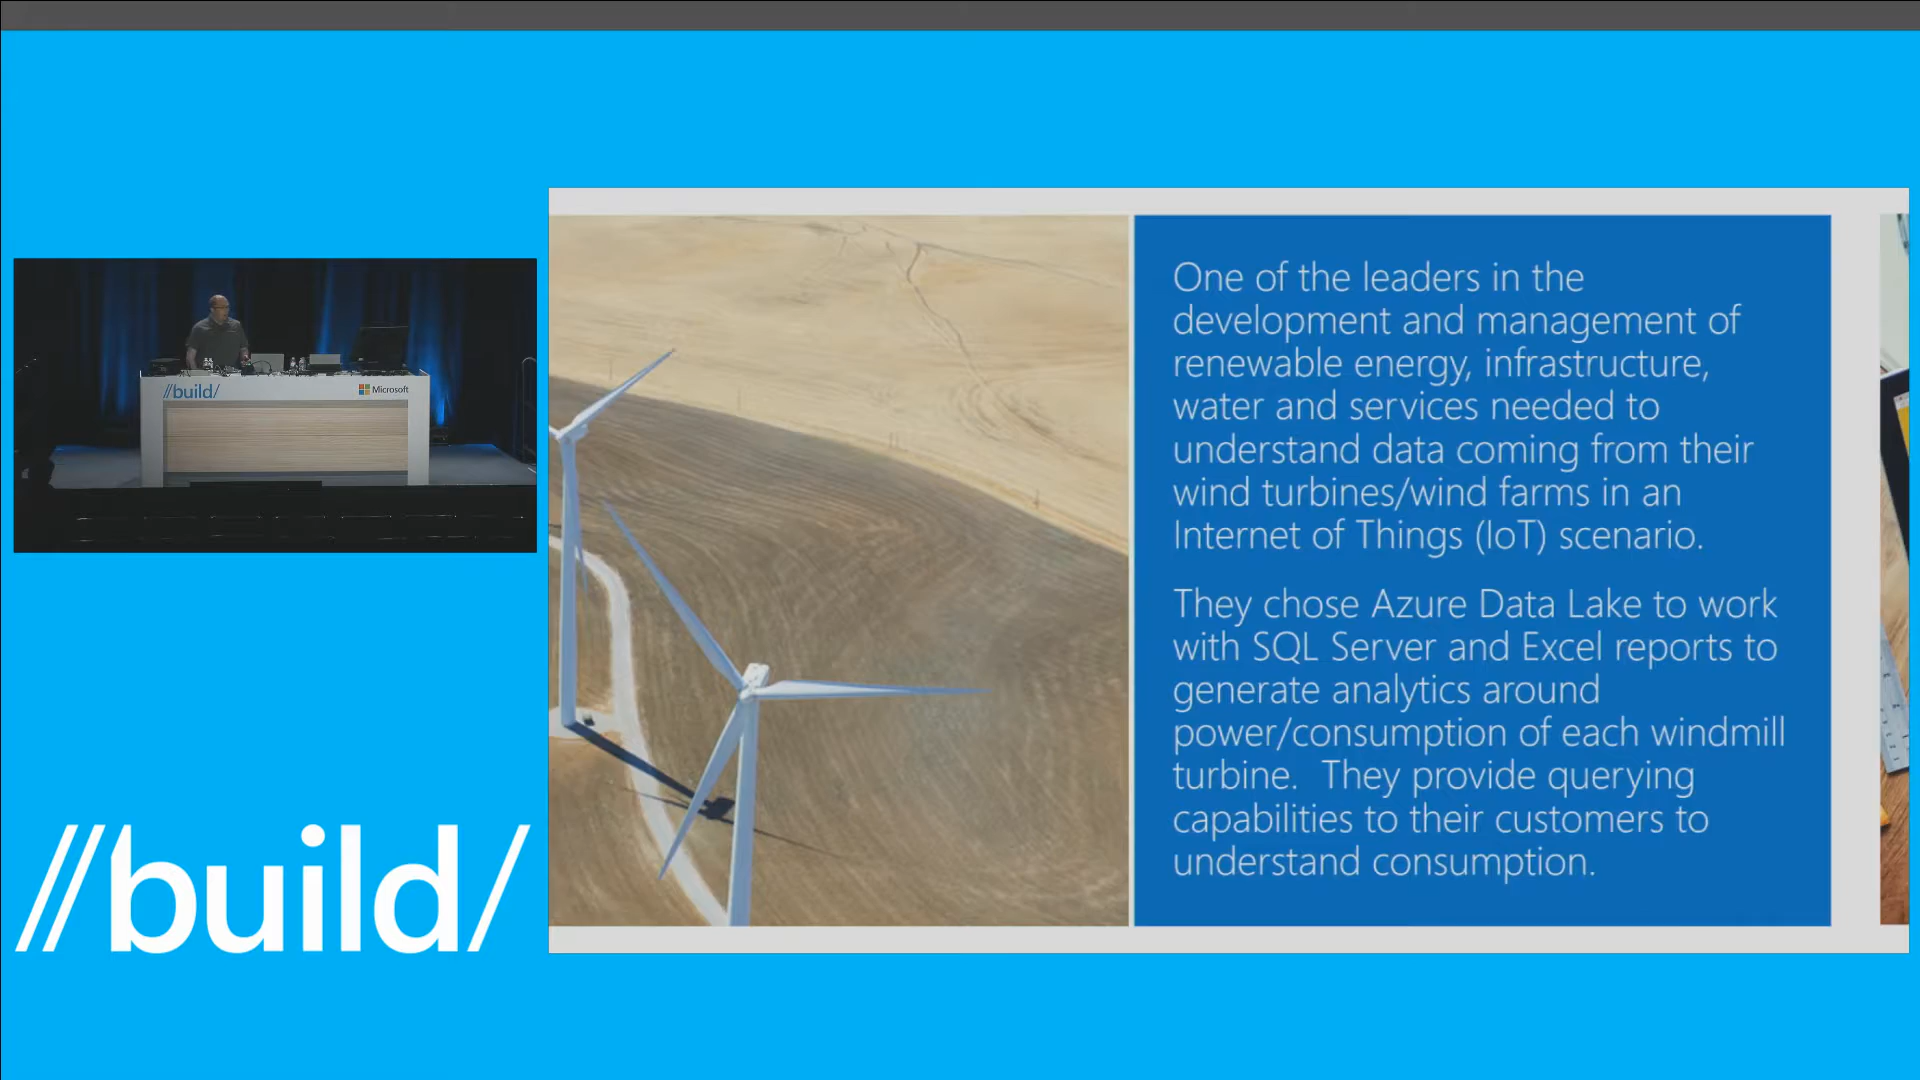 //build/
Microsoft
One of the leaders in the
development and management of
renewable energy, infrastructure,
water and services needed to
understand data coming from their
wind turbines/wind farms in an
Internet of Things (IoT) scenario.
They chose Azure Data Lake to work
with SQL Server and Excel reports to
generate analytics around
power/consumption of each windmill
turbine.  They provide querying
capabilities to their customers to
understand consumption.
//build/